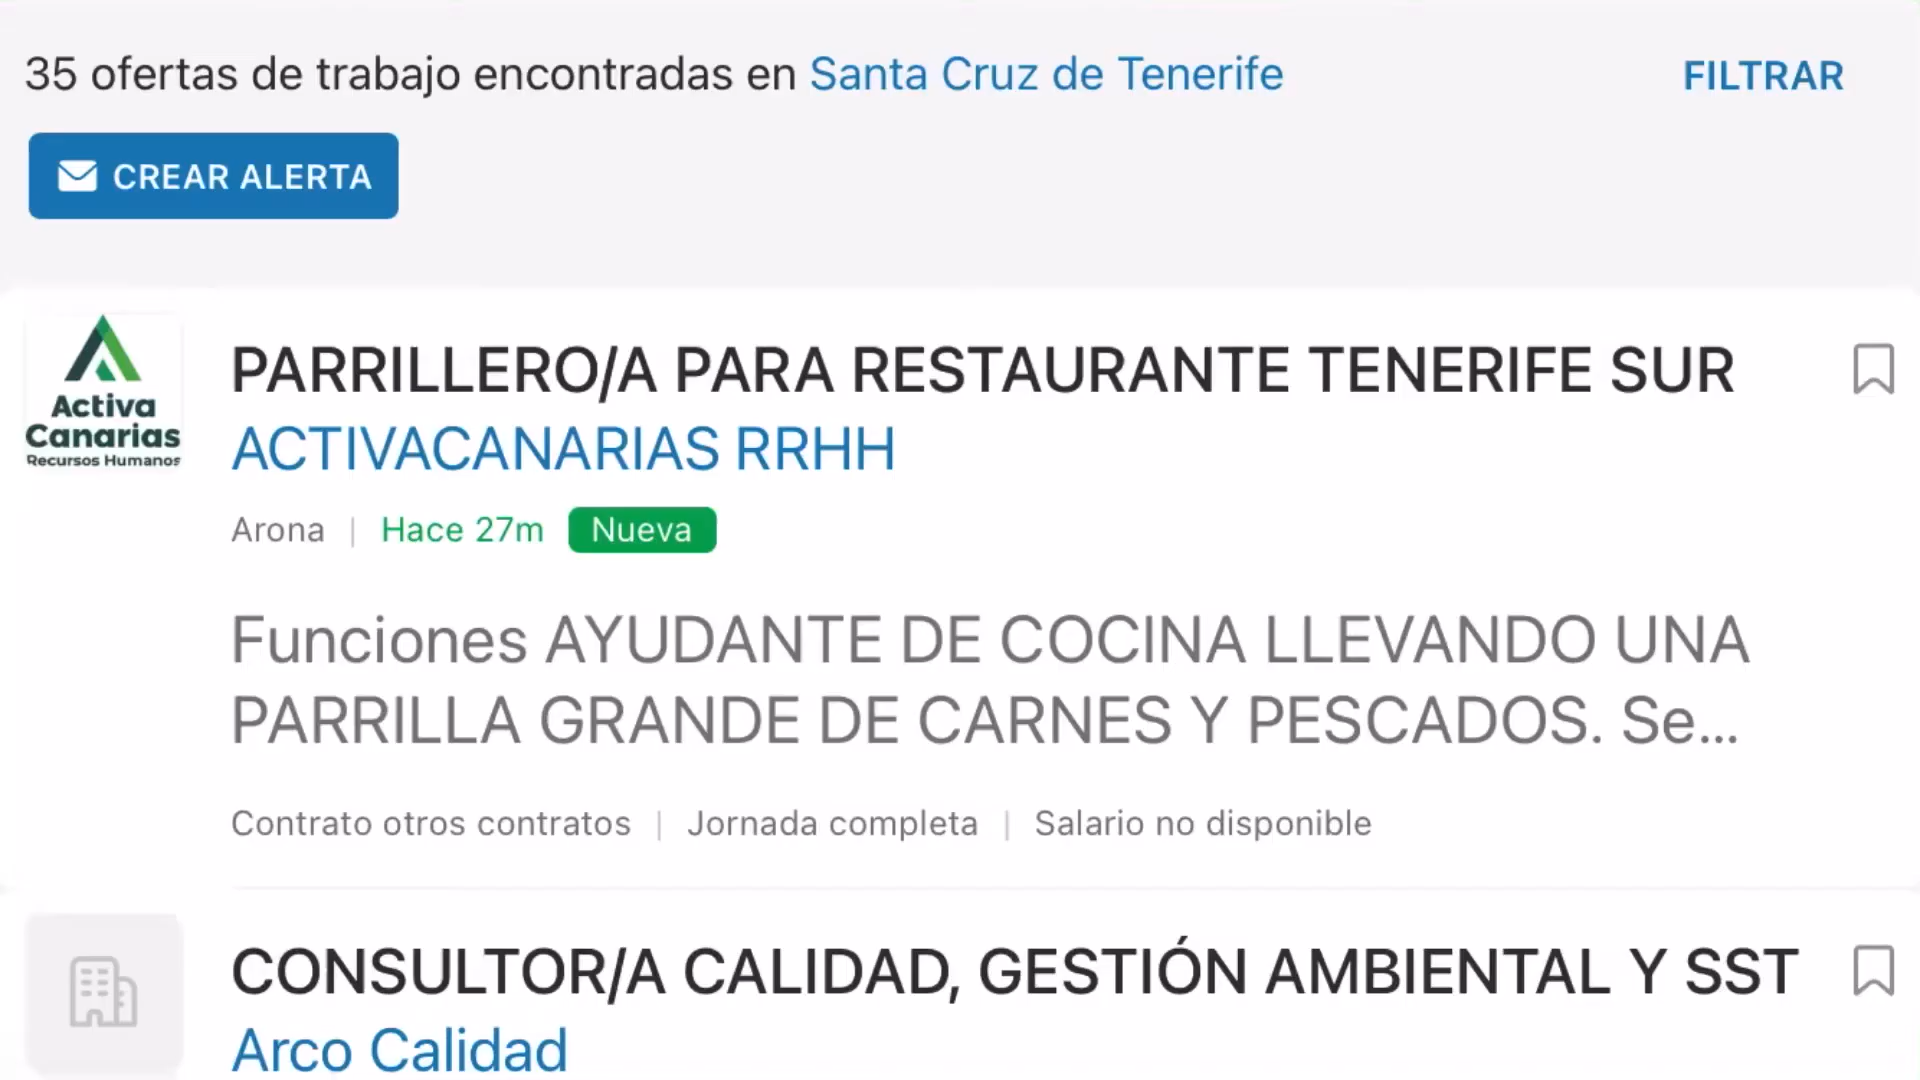 35 ofertas de trabajo encontradas en Santa Cruz de Tenerife
FILTRAR
CREAR ALERTA
Activa
Canarias
Recursos Humanos
PARRILLERO/A PARA RESTAURANTE TENERIFE SUR
ACTIVACANARIAS RRHH
Arona | Hace 27m Nueva
Funciones AYUDANTE DE COCINA LLEVANDO UNA
PARRILLA GRANDE DE CARNES Y PESCADOS. Se...
Contrato otros contratos | Jornada completa | Salario no disponible
CONSULTOR/A CALIDAD, GESTIÓN AMBIENTAL Y SST
Arco Calidad